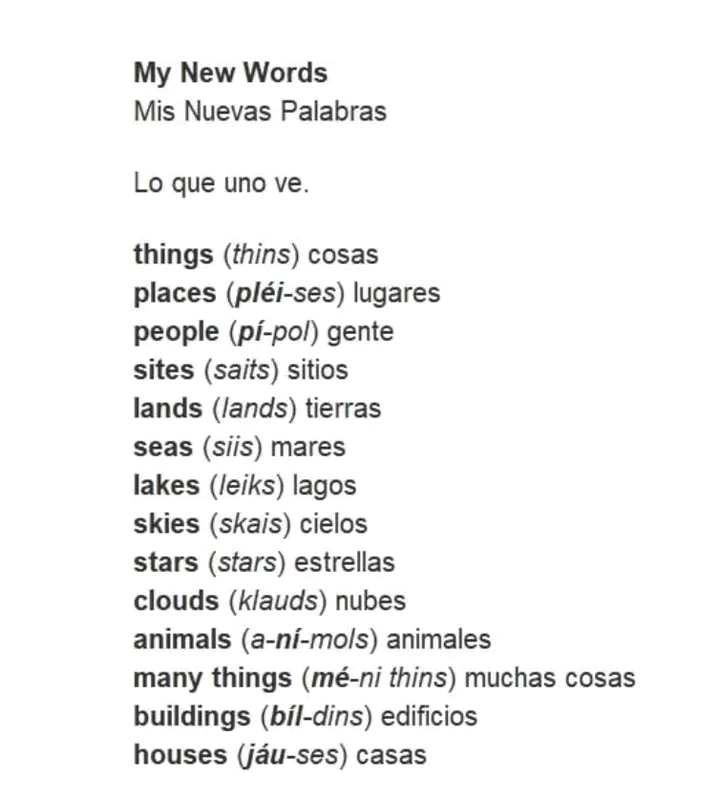 My New Words
Mis Nuevas Palabras
Lo que uno ve.
things (thins) cosas
places (pléi-ses) lugares
people (pí-pol) gente
sites (saits) sitios
lands (lands) tierras
seas (siis) mares
lakes (leiks) lagos
skies (skais) cielos
stars (stars) estrellas
clouds (klauds) nubes
animals (a-ní-mols) animales
many things (mé-ni thins) muchas cosas
buildings (bíl-dins) edificios
houses (jáu-ses) casas